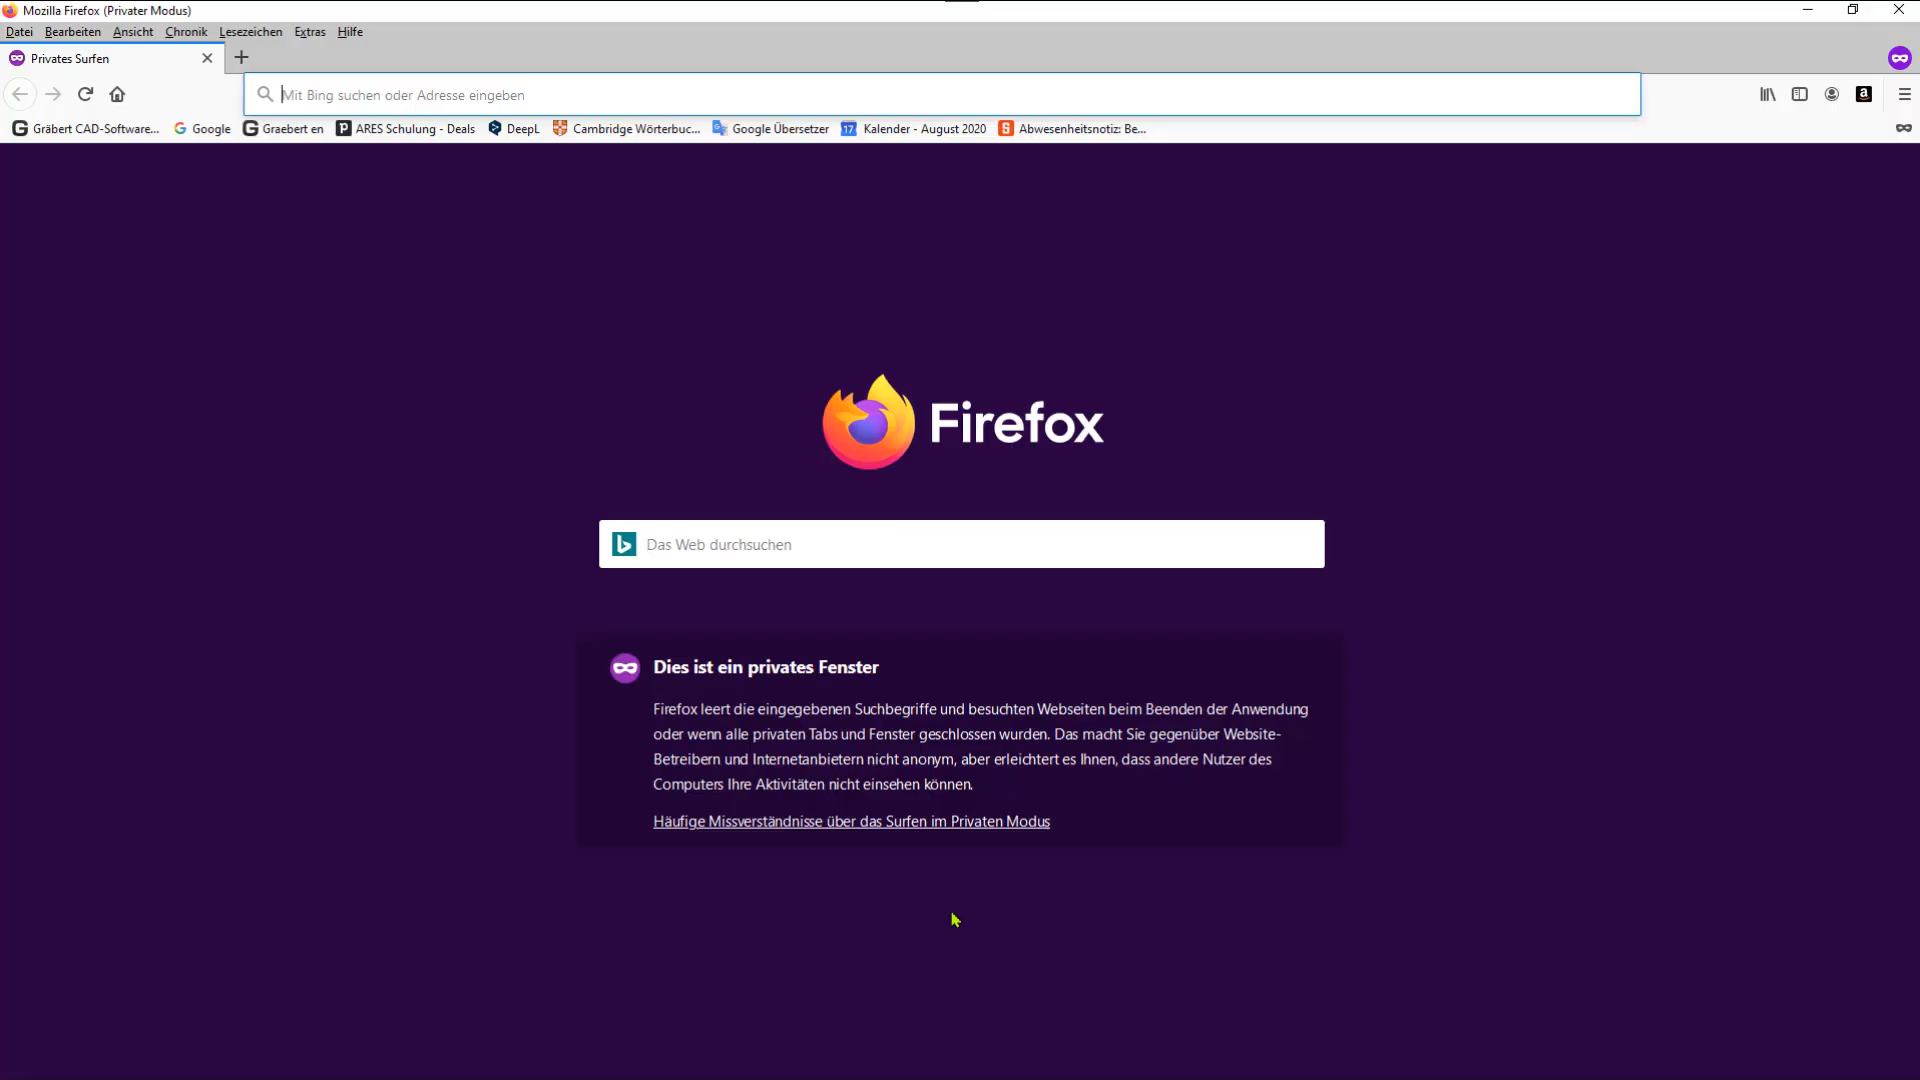 Mozilla Firefox (Privater Modus)
Datei Bearbeiten Ansicht Chronik Lesezeichen Extras Hilfe
Privates Surfen
Mit Bing suchen oder Adresse eingeben
Gräbert CAD-Software... Google Graebert en ARES Schulung - Deals DeepL Cambridge Wörterbuc... Google Übersetzer 17 Kalender - August 2020 Abwesenheitsnotiz: Be...
Firefox
Das Web durchsuchen
Dies ist ein privates Fenster
Firefox leert die eingegebenen Suchbegriffe und besuchten Webseiten beim Beenden der Anwendung
oder wenn alle privaten Tabs und Fenster geschlossen wurden. Das macht Sie gegenüber Website-
Betreibern und Internetanbietern nicht anonym, aber erleichtert es Ihnen, dass andere Nutzer des
Computers Ihre Aktivitäten nicht einsehen können.
Häufige Missverständnisse über das Surfen im Privaten Modus